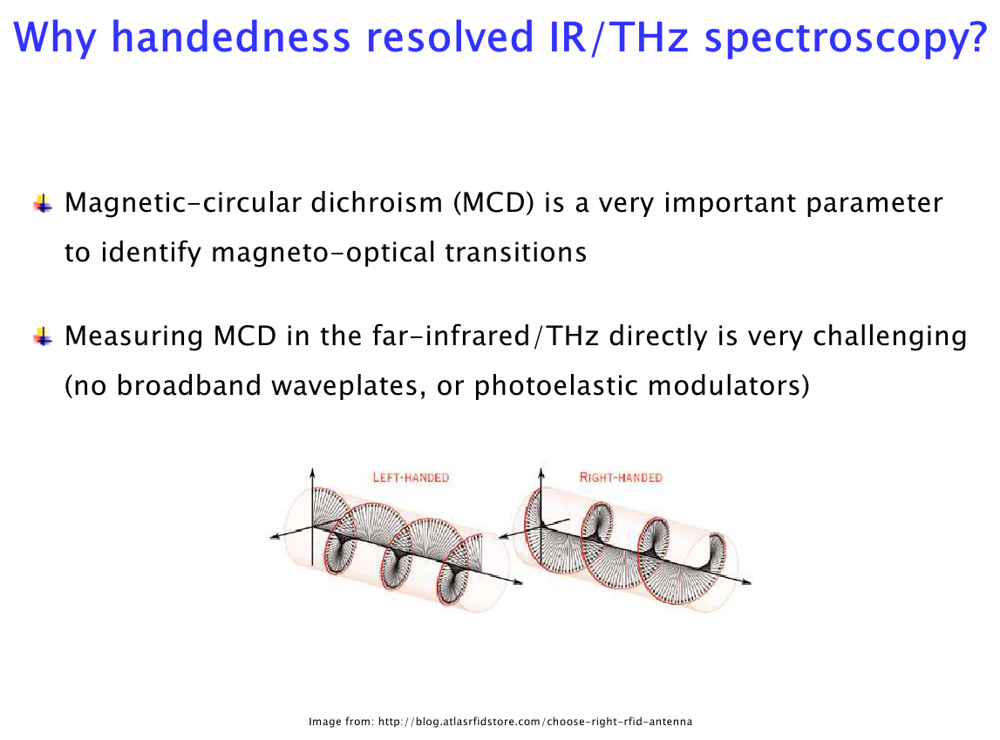 Why handedness resolved IR/THz spectroscopy?
Magnetic-circular dichroism (MCD) is a very important parameter
to identify magneto-optical transitions
Measuring MCD in the far-infrared/THz directly is very challenging
(no broadband waveplates, or photoelastic modulators)
LEFT-HANDED
RIGHT-HANDED
Image from: http://blog.atlasrfidstore.com/choose-right-rfid-antenna